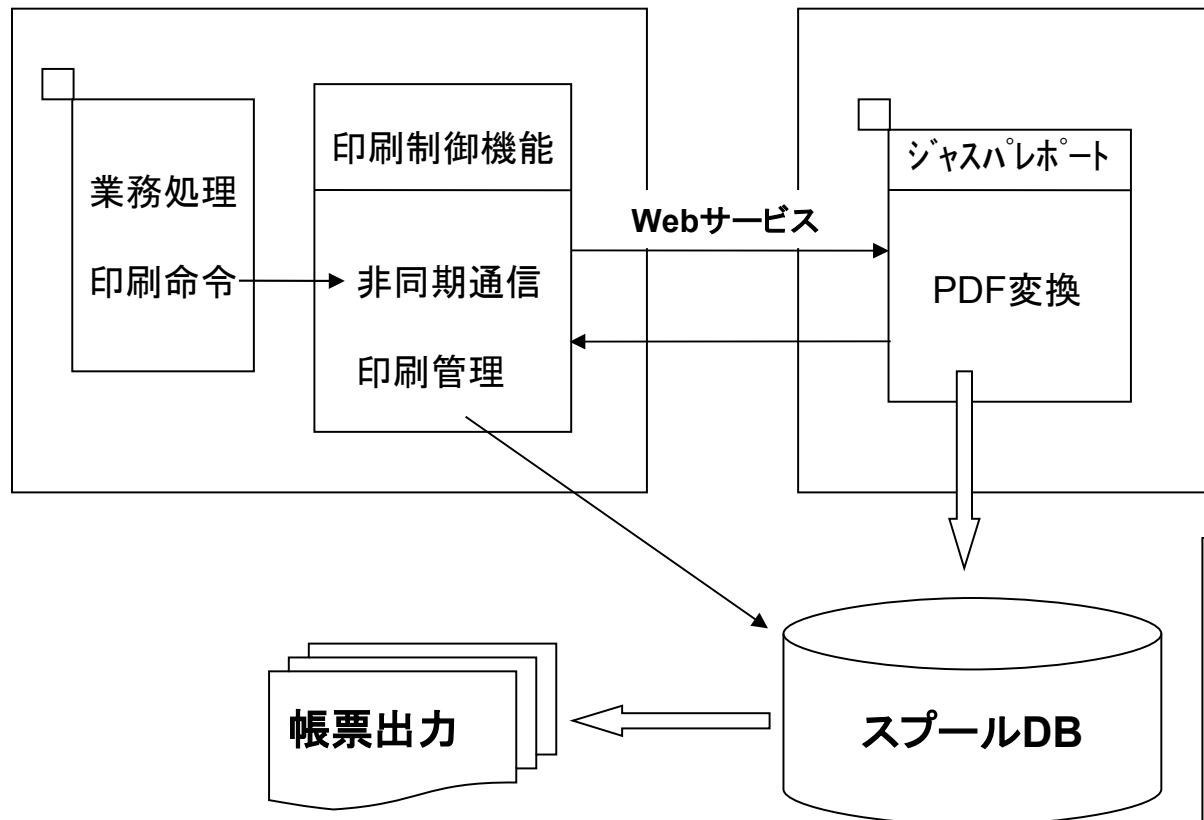 業務処理
印刷命令
印刷制御機能
非同期通信
印刷管理
Webサービス
ジャスパレポート
PDF変換
帳票出力
スプールDB